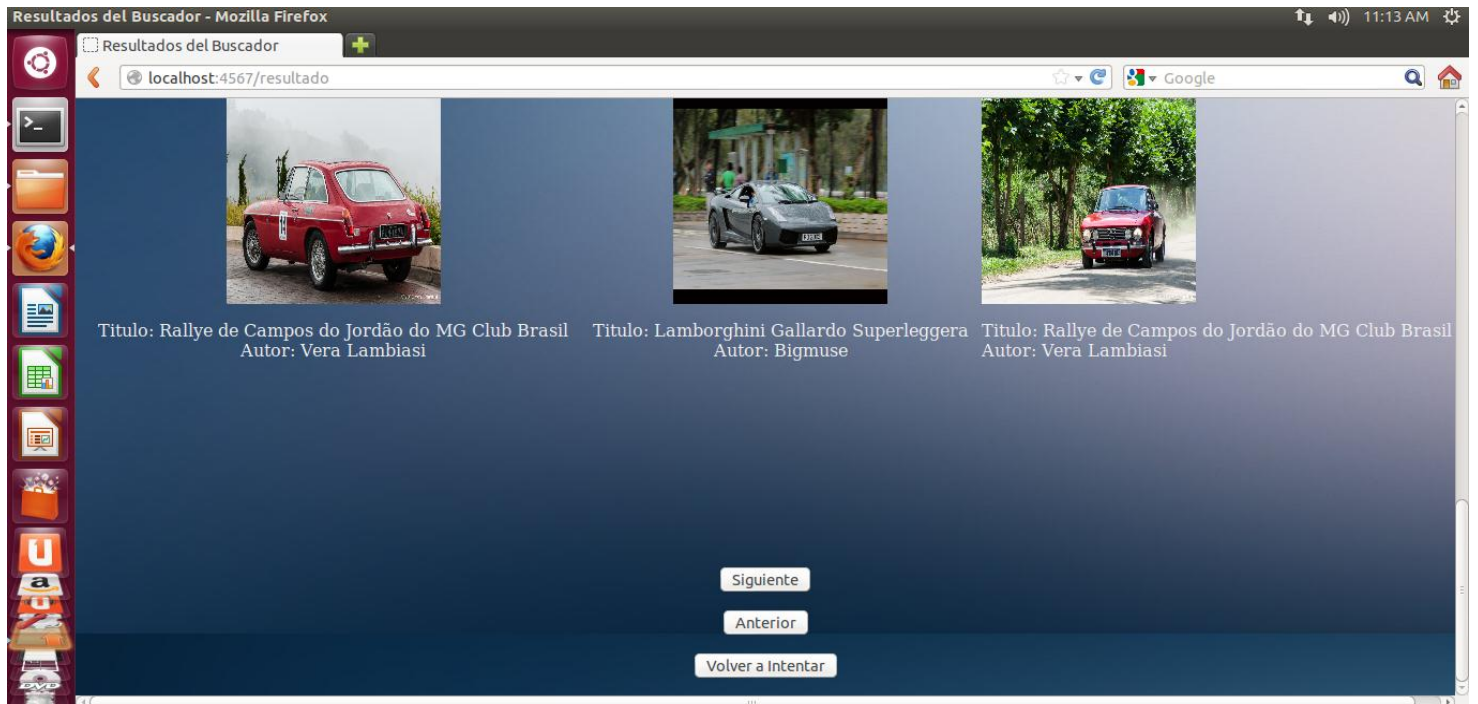 Resultados del Buscador - Mozilla Firefox
11:13 AM
Resultados del Buscador
localhost:4567/resultado
Google
Titulo: Rallye de Campos do Jordão do MG Club Brasil
Autor: Vera Lambiasi
Titulo: Lamborghini Gallardo Superleggera
Autor: Bigmuse
Titulo: Rallye de Campos do Jordão do MG Club Brasil
Autor: Vera Lambiasi
Siguiente
Anterior
Volver a Intentar